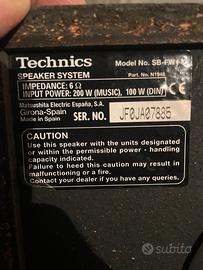 Technics Model No. SB-FW
SPEAKER SYSTEM Part. No. N1948
IMPEDANCE: 6 Ω
INPUT POWER: 200 W (MUSIC), 100 W (DIN)
Matsushita Electric España, S.A.
Girona-Spain
Made in Spain SER. NO. JF0JA07885
CAUTION
Use this speaker with the units designated
or within the permissible power - handling
capacity indicated.
Failure to heed this caution may result in
malfunctioning or a fire.
Contact your dealer if you have any queries.
subito